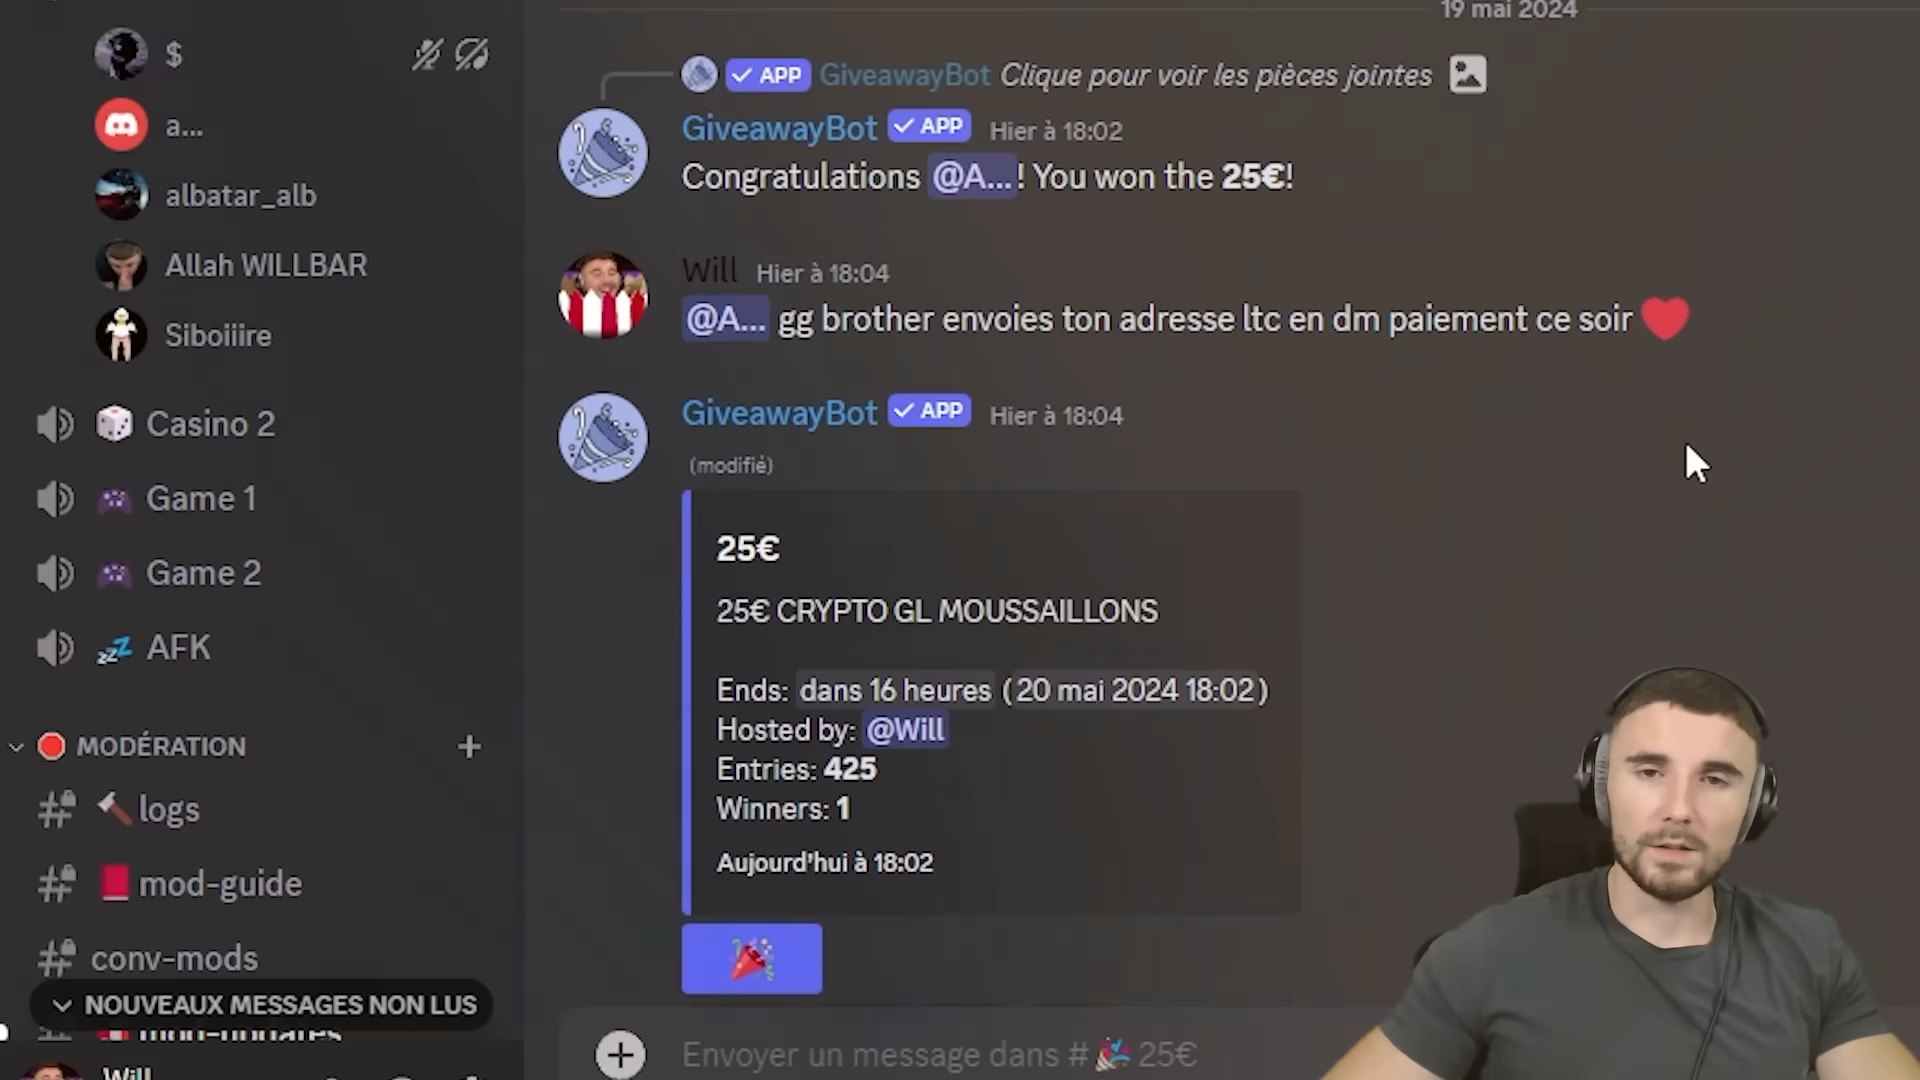 $
a...
albatar_alb
Allah WILLBAR
Siboiiire
Casino 2
Game 1
Game 2
AFK
MODÉRATION
logs
mod-guide
conv-mods
NOUVEAUX MESSAGES NON LUS
mod-updates
Will
19 mai 2024
APP GiveawayBot Clique pour voir les pièces jointes
GiveawayBot APP Hier à 18:02
Congratulations @A...! You won the 25€!
Will Hier à 18:04
@A... gg brother envoies ton adresse ltc en dm paiement ce soir
GiveawayBot APP Hier à 18:04
(modifié)
25€
25€ CRYPTO GL MOUSSAILLONS
Ends: dans 16 heures (20 mai 2024 18:02)
Hosted by: @Will
Entries: 425
Winners: 1
Aujourd'hui à 18:02
Envoyer un message dans # 25€